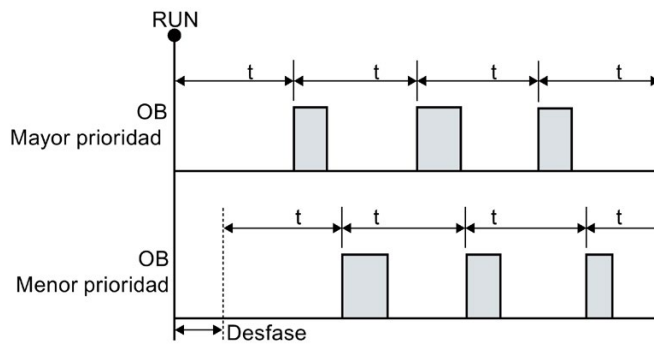 RUN
t t t t
OB
Mayor prioridad
t t t t
OB
Menor prioridad
Desfase